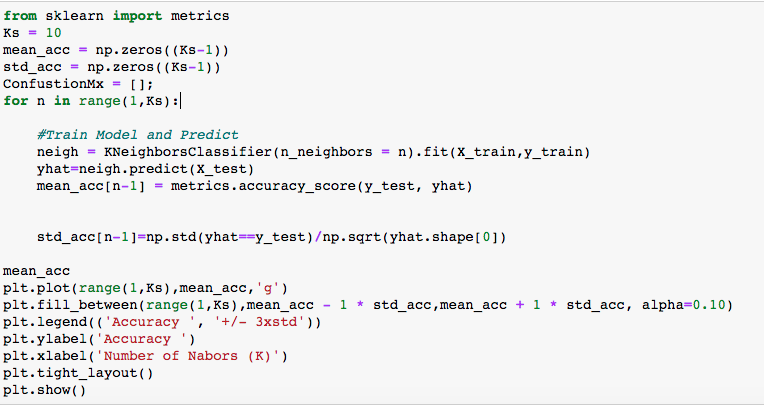 from sklearn import metrics
Ks = 10
mean_acc = np.zeros((Ks-1))
std_acc = np.zeros((Ks-1))
ConfustionMx = [];
for n in range(1,Ks):
    #Train Model and Predict
    neigh = KNeighborsClassifier(n_neighbors = n).fit(X_train,y_train)
    yhat=neigh.predict(X_test)
    mean_acc[n-1] = metrics.accuracy_score(y_test, yhat)
    std_acc[n-1]=np.std(yhat==y_test)/np.sqrt(yhat.shape[0])
mean_acc
plt.plot(range(1,Ks),mean_acc,'g')
plt.fill_between(range(1,Ks),mean_acc - 1 * std_acc,mean_acc + 1 * std_acc, alpha=0.10)
plt.legend(('Accuracy ', '+/- 3xstd'))
plt.ylabel('Accuracy ')
plt.xlabel('Number of Nabors (K)')
plt.tight_layout()
plt.show()